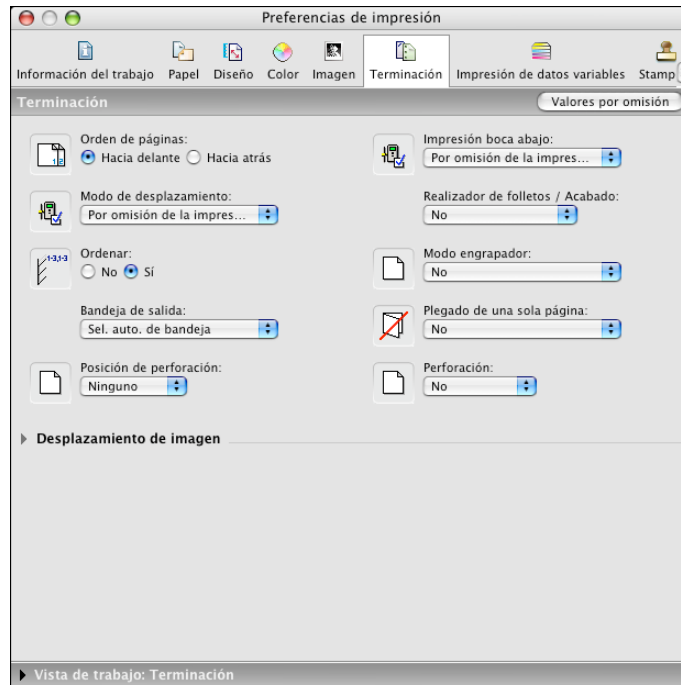 Preferencias de impresión
Información del trabajo Papel Diseño Color Imagen Terminación Impresión de datos variables Stamp
Terminación Valores por omisión
Orden de páginas:
Hacia delante Hacia atrás
Impresión boca abajo:
Por omisión de la impres...
Modo de desplazamiento:
Por omisión de la impres...
Realizador de folletos / Acabado:
No
1-3,1-3
Ordenar:
No Sí
Modo engrapador:
No
Bandeja de salida:
Sel. auto. de bandeja
Plegado de una sola página:
No
Posición de perforación:
Ninguno
Perforación:
No
Desplazamiento de imagen
Vista de trabajo: Terminación